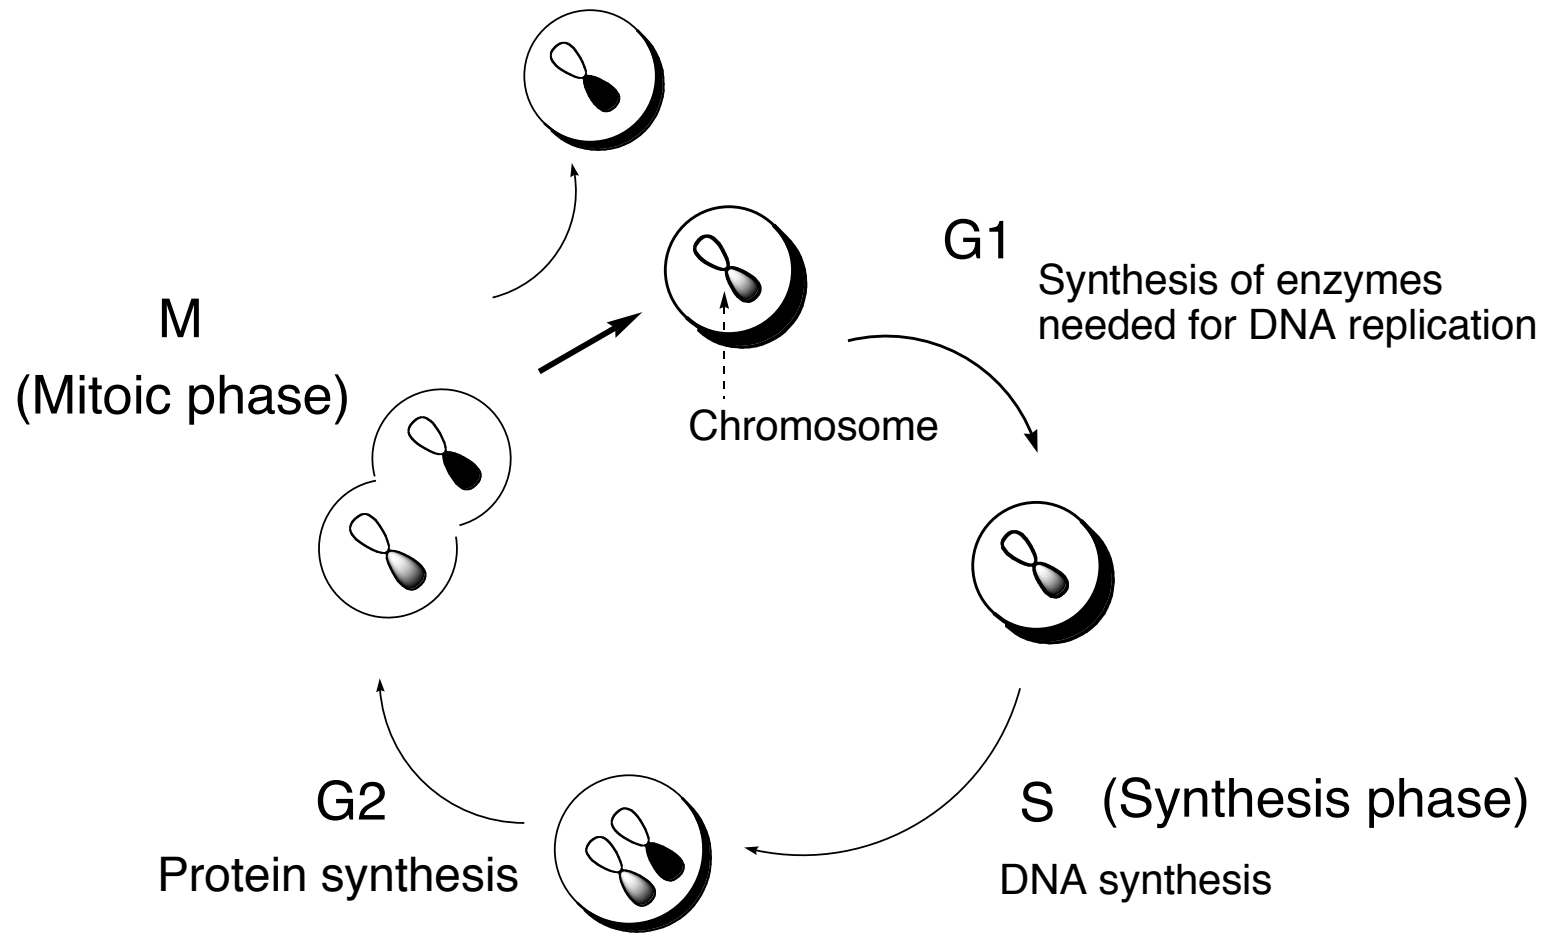 G1
Synthesis of enzymes
needed for DNA replication
M
(Mitoic phase)
Chromosome
G2
Protein synthesis
S (Synthesis phase)
DNA synthesis